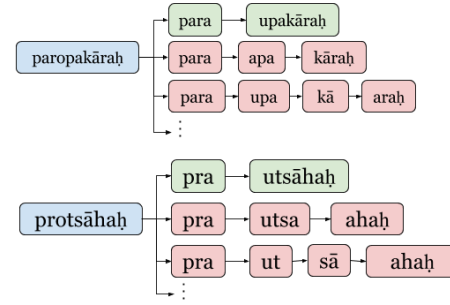 para upakāraḥ
paropakāraḥ para apa kāraḥ
para upa kā araḥ
⋮
pra utsāhaḥ
protsāhaḥ pra utsa ahaḥ
pra ut sā ahaḥ
⋮